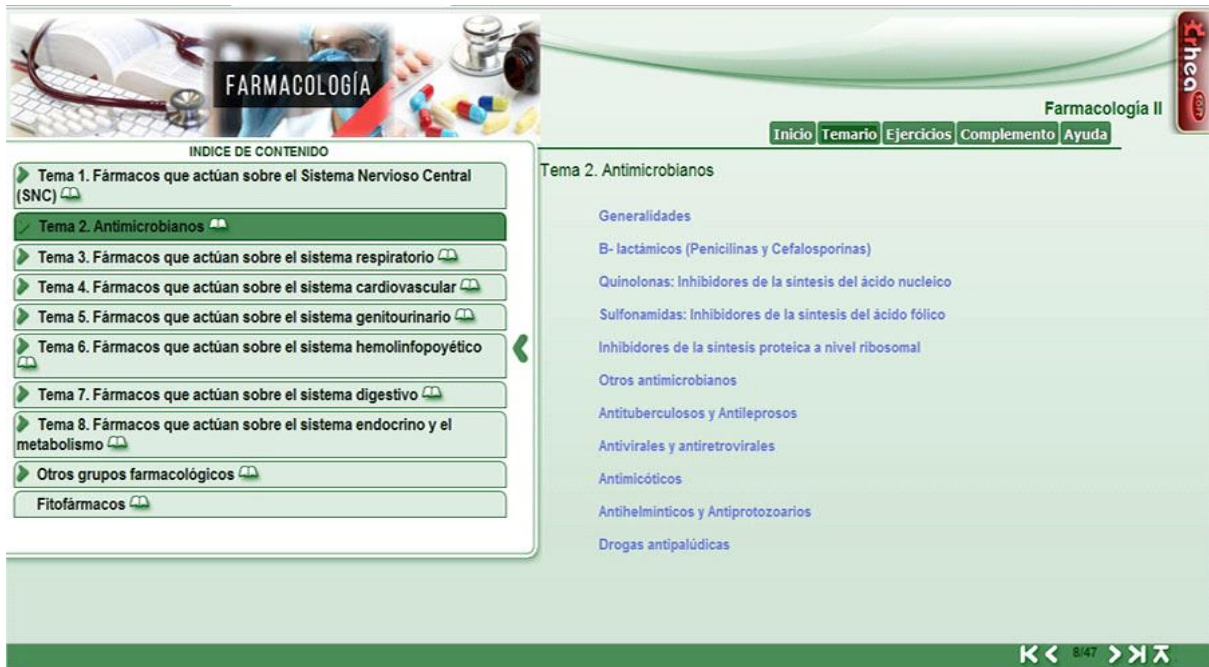 FARMACOLOGÍA
rhea
SOFT
Farmacología II
Inicio Temario Ejercicios Complemento Ayuda
INDICE DE CONTENIDO
Tema 1. Fármacos que actúan sobre el Sistema Nervioso Central
(SNC)
Tema 2. Antimicrobianos
Tema 3. Fármacos que actúan sobre el sistema respiratorio
Tema 4. Fármacos que actúan sobre el sistema cardiovascular
Tema 5. Fármacos que actúan sobre el sistema genitourinario
Tema 6. Fármacos que actúan sobre el sistema hemolinfopoyético
Tema 7. Fármacos que actúan sobre el sistema digestivo
Tema 8. Fármacos que actúan sobre el sistema endocrino y el
metabolismo
Otros grupos farmacológicos
Fitofármacos
Tema 2. Antimicrobianos
Generalidades
B- lactámicos (Penicilinas y Cefalosporinas)
Quinolonas: Inhibidores de la síntesis del ácido nucleico
Sulfonamidas: Inhibidores de la síntesis del ácido fólico
Inhibidores de la síntesis proteica a nivel ribosomal
Otros antimicrobianos
Antituberculosos y Antileprosos
Antivirales y antiretrovirales
Antimicóticos
Antihelmínticos y Antiprotozoarios
Drogas antipalúdicas
8/47